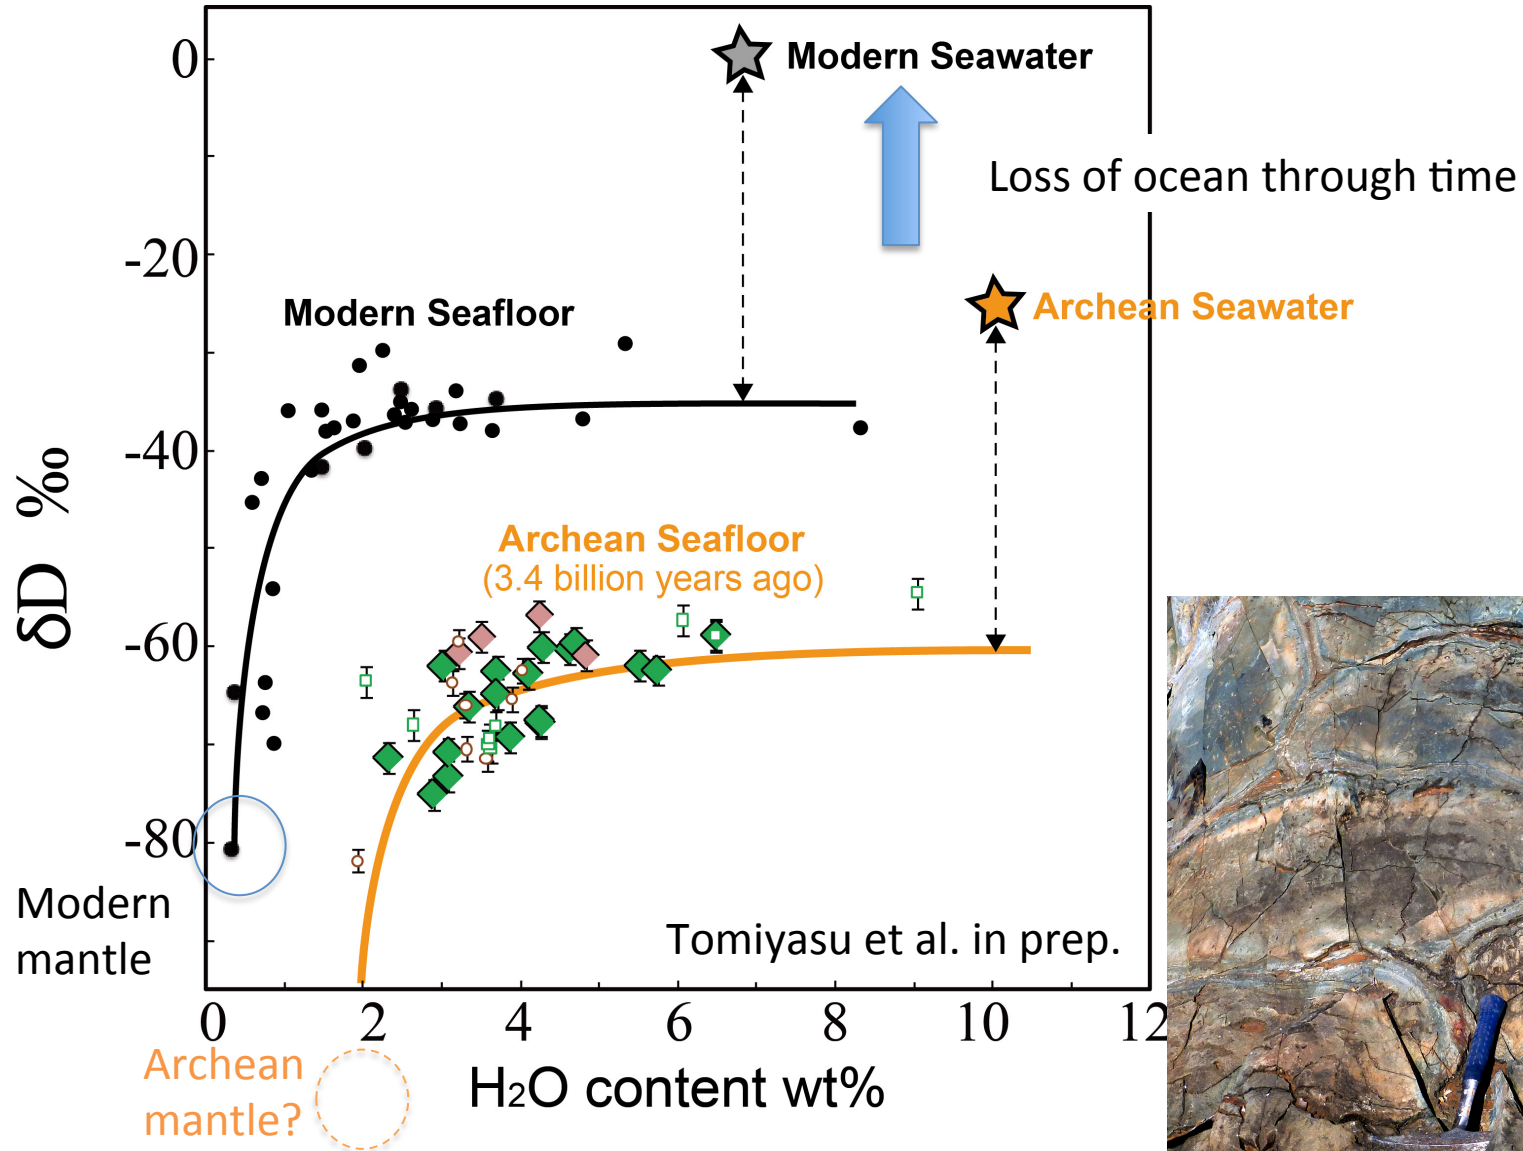 0
Modern Seawater
Loss of ocean through time
-20
Modern Seafloor
Archean Seawater
-40
δD ‰
Archean Seafloor
(3.4 billion years ago)
-60
-80
Modern
mantle
Tomiyasu et al. in prep.
0 2 4 6 8 10 12
Archean
mantle?
H2O content wt%